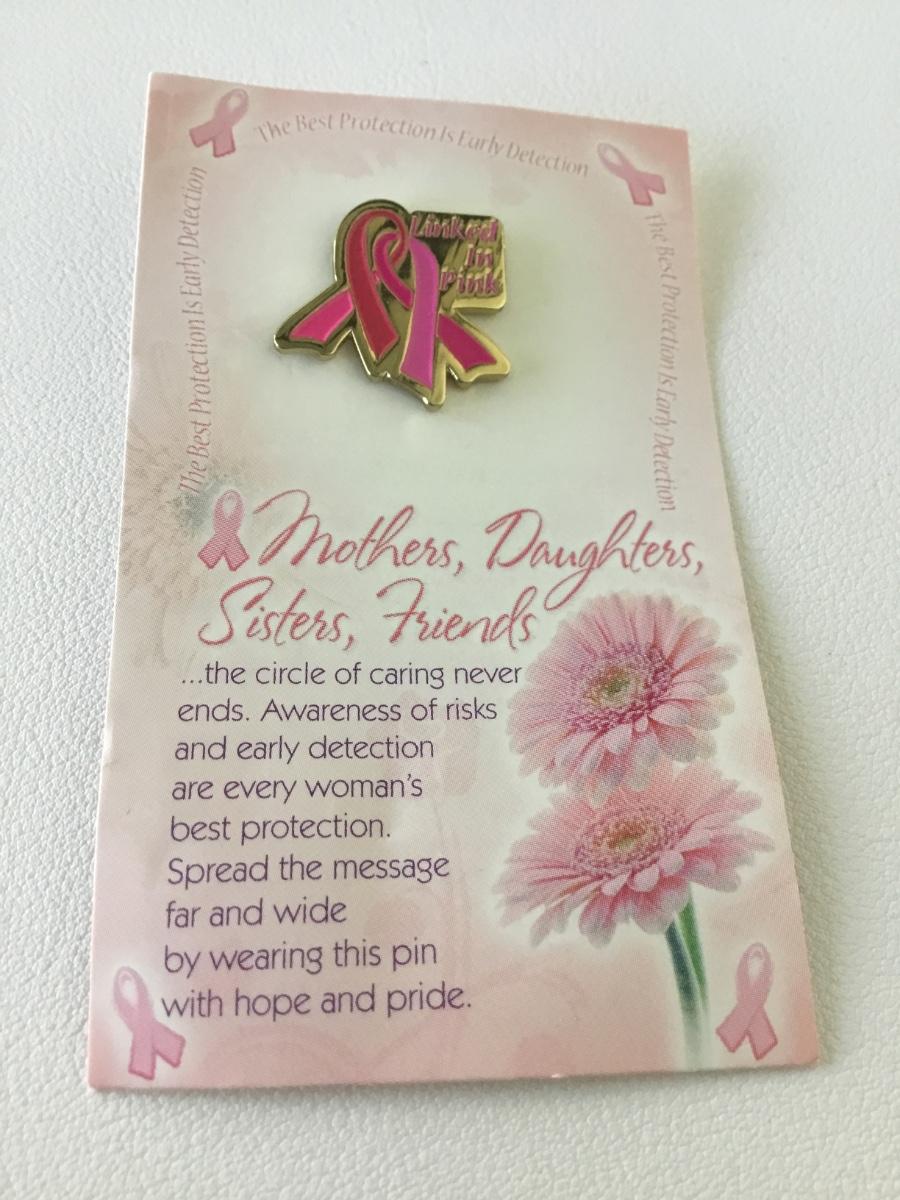 The Best Protection Is Early Detection
The Best Protection Is Early Detection
The Best Protection Is Early Detection
Linked
In
Pink
Mothers, Daughters,
Sisters, Friends
...the circle of caring never
ends. Awareness of risks
and early detection
are every woman's
best protection.
Spread the message
far and wide
by wearing this pin
with hope and pride.